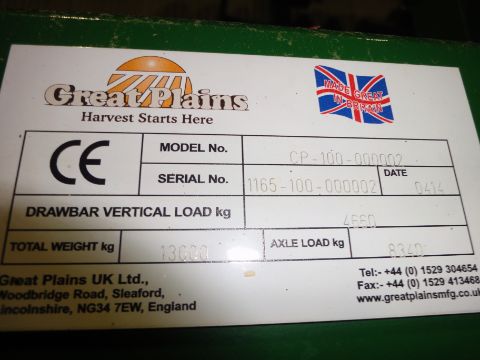 Great Plains
Harvest Starts Here
MADE GREAT
IN BRITAIN
CE
MODEL No. CP-100-000002
SERIAL No. 1165-100-000002 DATE 0414
DRAWBAR VERTICAL LOAD kg 4660
TOTAL WEIGHT kg 13000 AXLE LOAD kg 8340
Great Plains UK Ltd.,
Woodbridge Road, Sleaford,
Lincolnshire, NG34 7EW, England
Tel:- +44 (0) 1529 304654
Fax:- +44 (0) 1529 413468
www.greatplainsmfg.co.uk